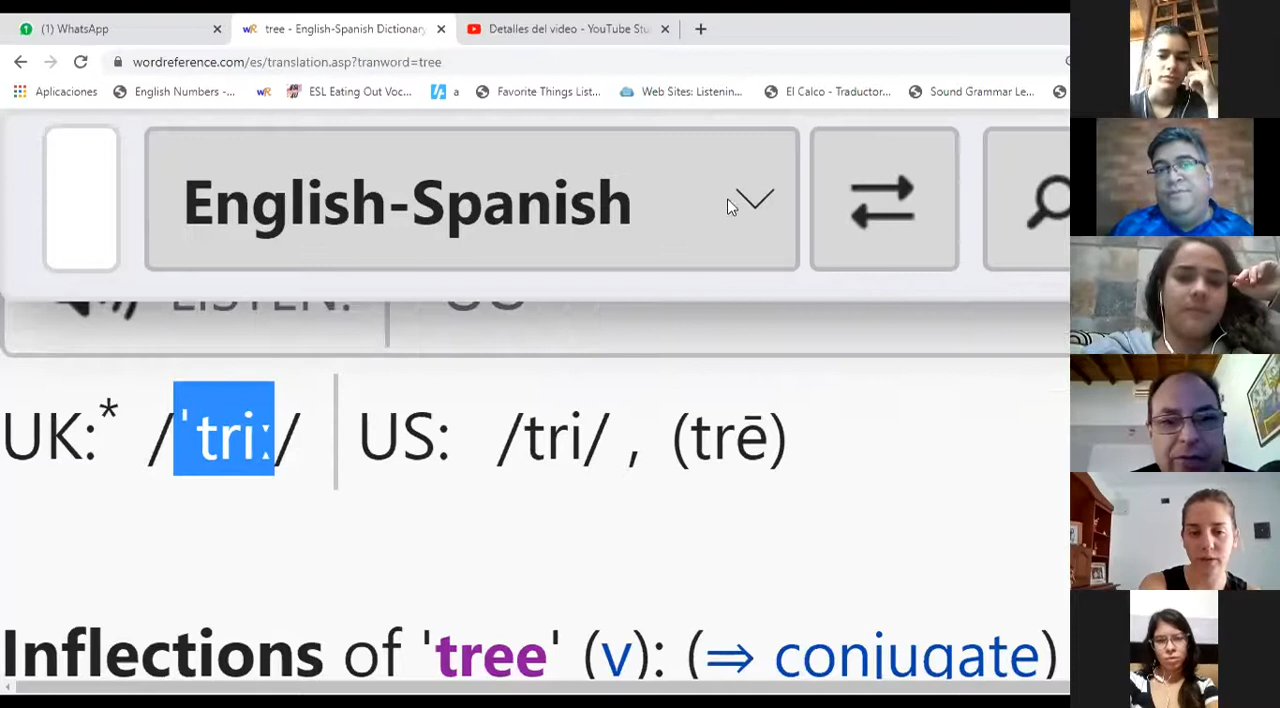 (1) WhatsApp
tree - English-Spanish Dictionary
Detalles del video - YouTube Stu
wordreference.com/es/translation.asp?tranword=tree
Aplicaciones
English Numbers -...
ESL Eating Out Voc...
a
Favorite Things List...
Web Sites: Listenin...
El Calco - Traductor...
Sound Grammar Le...
English-Spanish
LISTEN:
UK:* /ˈtriː/ US: /tri/ , (trē)
Inflections of 'tree' (v): (⇒ conjugate)